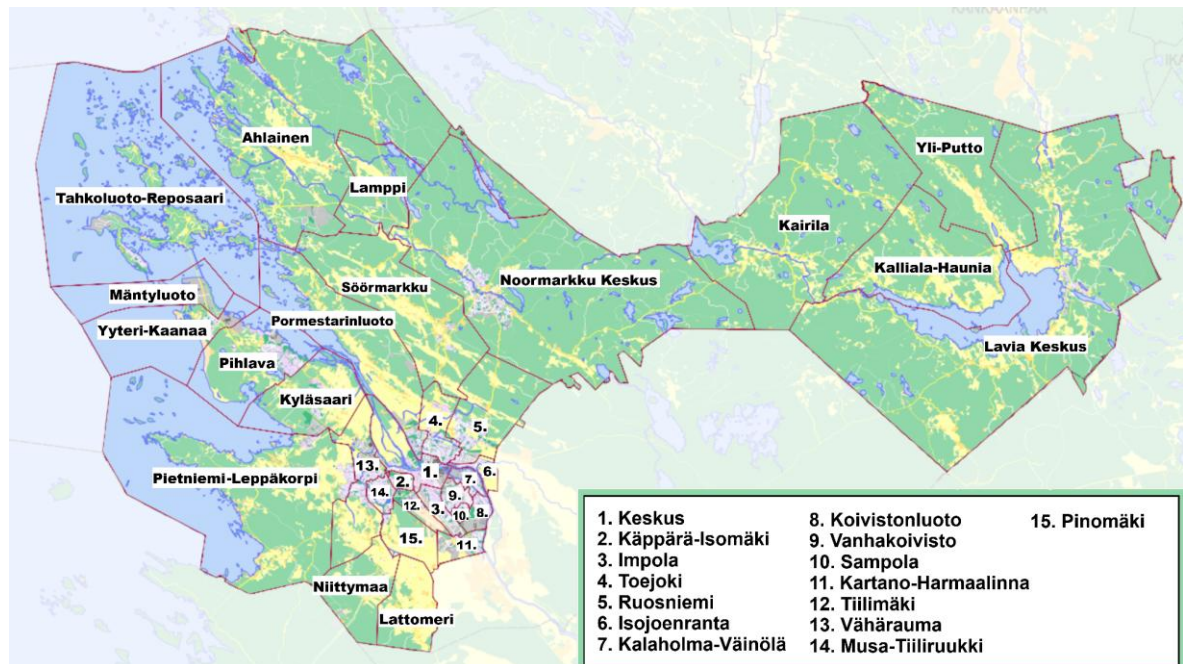 KANKAANPÄÄ
Ahlainen
Yli-Putto
Lamppi
Tahkoluoto-Reposaari
Kairila
Kalliala-Haunia
Noormarkku Keskus
Söörmarkku
Mäntyluoto
Pormestarinluoto
Yyteri-Kaanaa
Lavia Keskus
Pihlava
Kyläsaari
4.
5.
13.
1.
6.
Pietniemi-Leppäkorpi
2.
7.
14.
9.
12.
3.
10.
8.
15.
11.
Niittymaa
Lattomeri
1. Keskus
2. Käppärä-Isomäki
3. Impola
4. Toejoki
5. Ruosniemi
6. Isojoenranta
7. Kalaholma-Väinölä
8. Koivistonluoto
9. Vanhakoivisto
10. Sampola
11. Kartano-Harmaalinna
12. Tiilimäki
13. Vähärauma
14. Musa-Tiiliruukki
15. Pinomäki